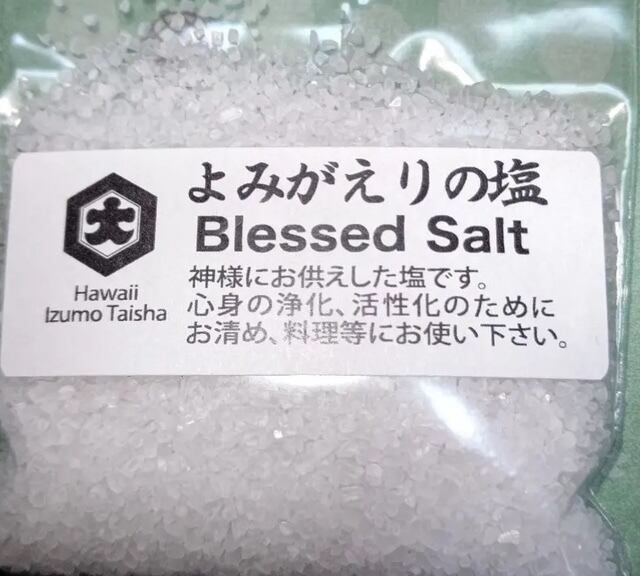 よみがえりの塩
Blessed Salt
大
Hawaii
Izumo Taisha
神様にお供えした塩です。
心身の浄化、活性化のために
お清め、料理等にお使い下さい。